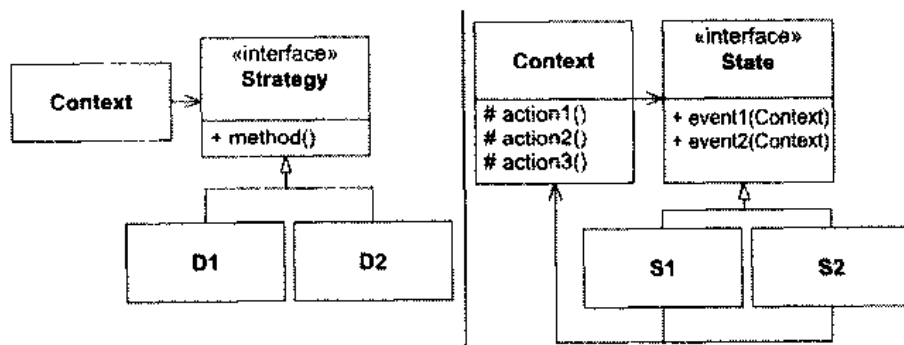 «interface»
Strategy
Context
+ method()
D1
D2
Context
# action1()
# action2()
# action3()
«interface»
State
+ event1(Context)
+ event2(Context)
S1
S2